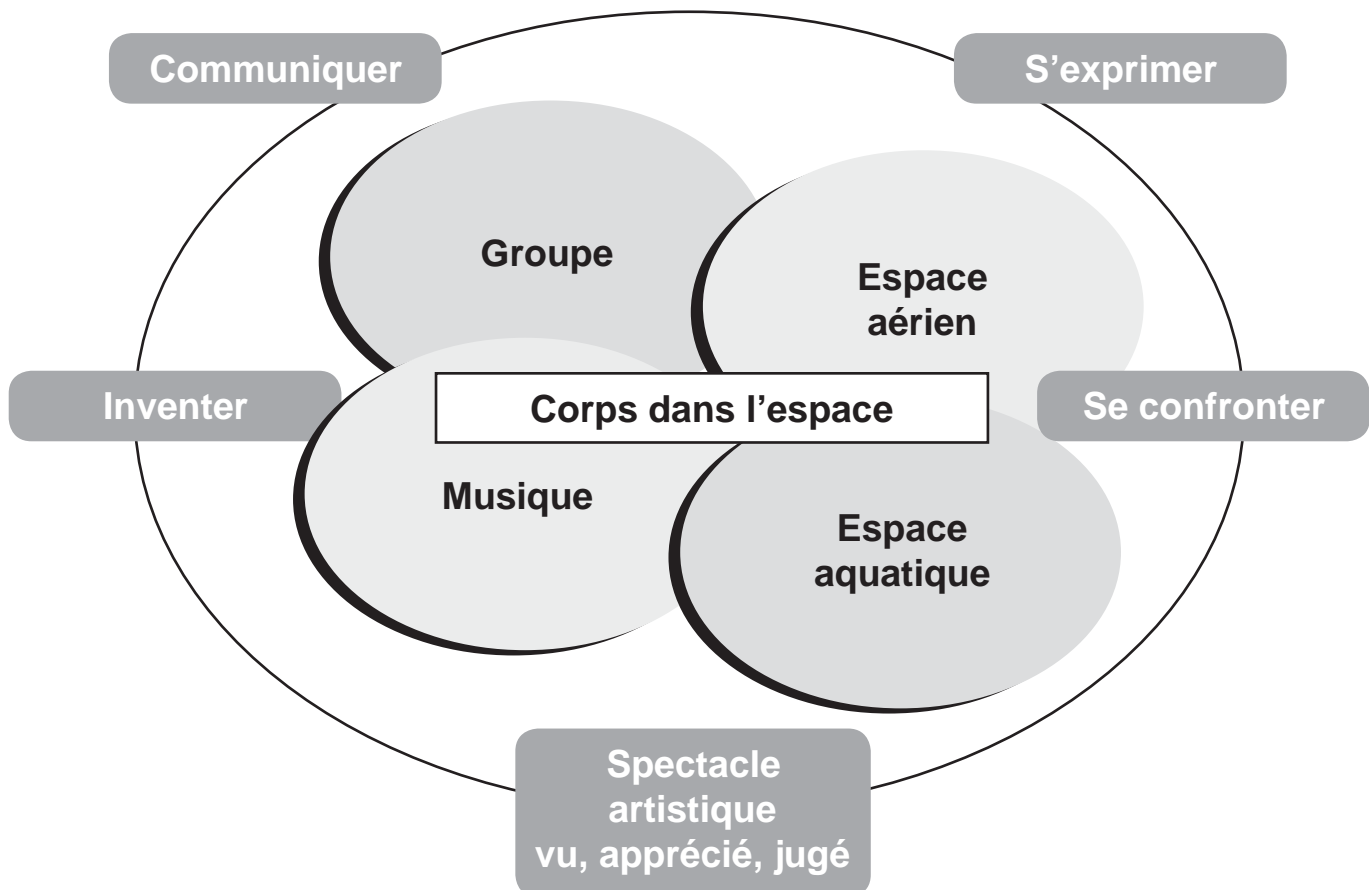 Communiquer
S’exprimer
Groupe
Espace
aérien
Inventer
Corps dans l’espace
Se confronter
Musique
Espace
aquatique
Spectacle
artistique
vu, apprécié, jugé